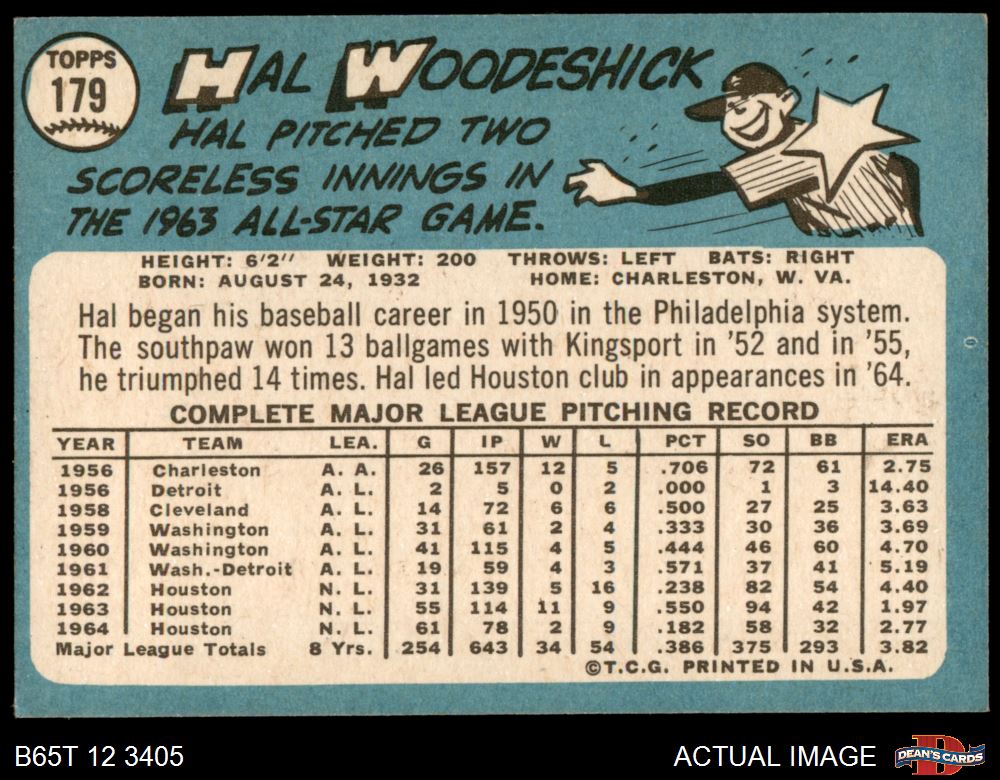 TOPPS
179
HAL WOODESHICK
HAL PITCHED TWO
SCORELESS INNINGS IN
THE 1963 ALL-STAR GAME.
HEIGHT: 6'2" WEIGHT: 200 THROWS: LEFT BATS: RIGHT
BORN: AUGUST 24, 1932 HOME: CHARLESTON, W. VA.
Hal began his baseball career in 1950 in the Philadelphia system.
The southpaw won 13 ballgames with Kingsport in '52 and in '55,
he triumphed 14 times. Hal led Houston club in appearances in '64.
COMPLETE MAJOR LEAGUE PITCHING RECORD
YEAR TEAM LEA. G IP W L PCT SO BB ERA
1956 Charleston A. A. 26 157 12 5 .706 72 61 2.75
1956 Detroit A. L. 2 5 0 2 .000 1 3 14.40
1958 Cleveland A. L. 14 72 6 6 .500 27 25 3.63
1959 Washington A. L. 31 61 2 4 .333 30 36 3.69
1960 Washington A. L. 41 115 4 5 .444 46 60 4.70
1961 Wash.-Detroit A. L. 19 59 4 3 .571 37 41 5.19
1962 Houston N. L. 31 139 5 16 .238 82 54 4.40
1963 Houston N. L. 55 114 11 9 .550 94 42 1.97
1964 Houston N. L. 61 78 2 9 .182 58 32 2.77
Major League Totals 8 Yrs. 254 643 34 54 .386 375 293 3.82
©T.C.G. PRINTED IN U.S.A.
B65T 12 3405
ACTUAL IMAGE
DEAN'S CARDS